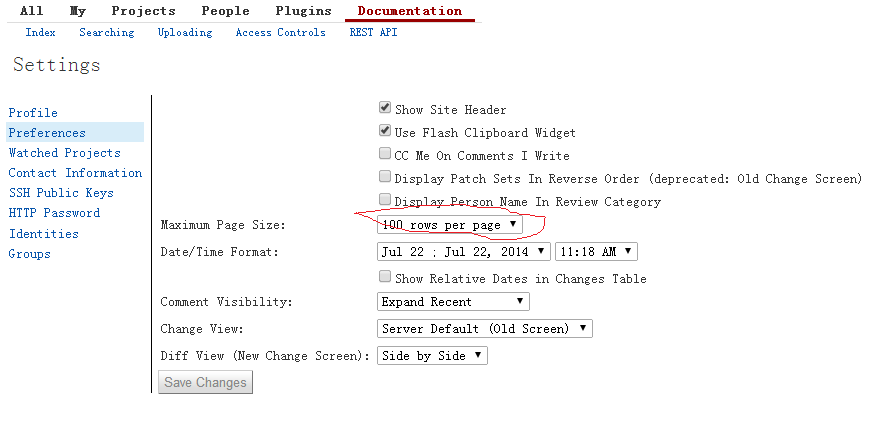 All My Projects People Plugins Documentation
Index Searching Uploading Access Controls REST API
Settings
Profile
Preferences
Watched Projects
Contact Information
SSH Public Keys
HTTP Password
Identities
Groups
Show Site Header
Use Flash Clipboard Widget
CC Me On Comments I Write
Display Patch Sets In Reverse Order (deprecated: Old Change Screen)
Display Person Name In Review Category
Maximum Page Size: 100 rows per page
Date/Time Format: Jul 22 ; Jul 22, 2014 11:18 AM
Show Relative Dates in Changes Table
Comment Visibility: Expand Recent
Change View: Server Default (Old Screen)
Diff View (New Change Screen): Side by Side
Save Changes